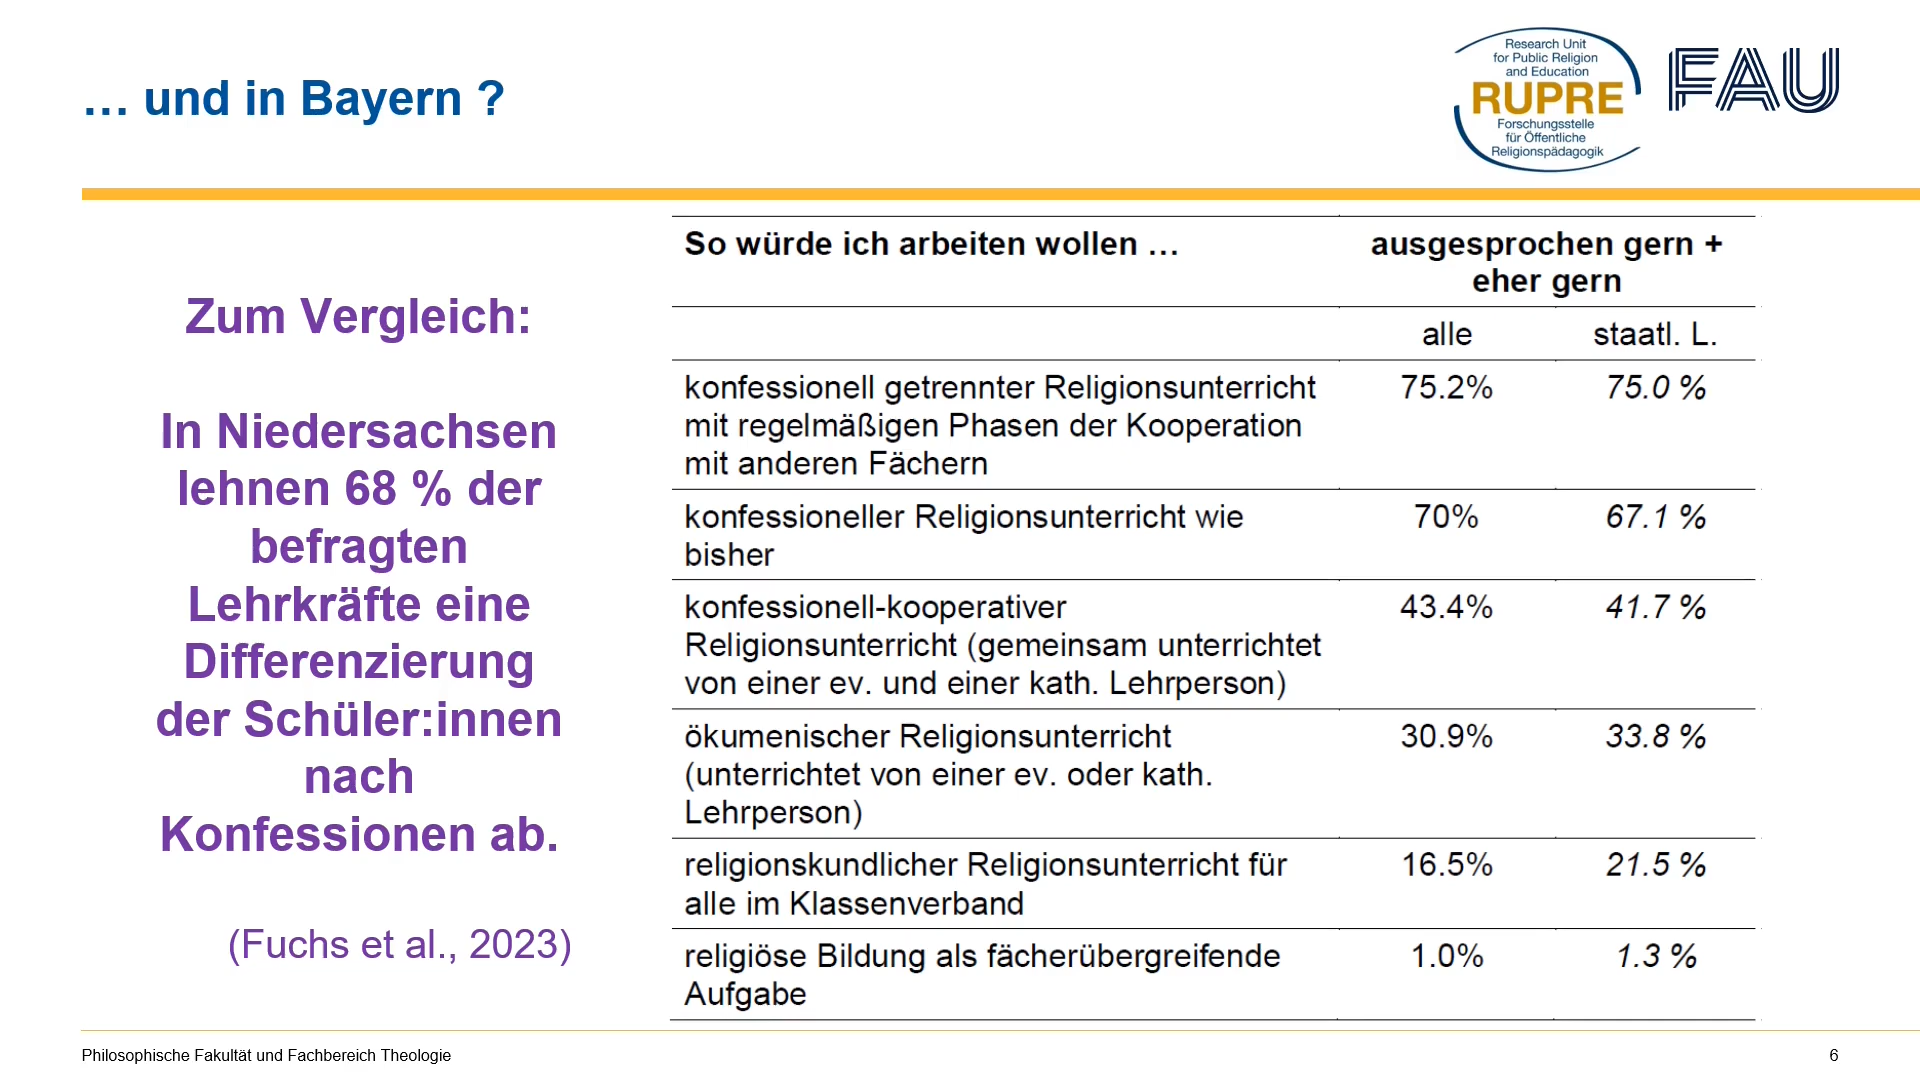 … und in Bayern ?
Research Unit
for Public Religion
and Education
RUPRE
Forschungsstelle
für Öffentliche
Religionspädagogik
FAU
Zum Vergleich:
In Niedersachsen
lehnen 68 % der
befragten
Lehrkräfte eine
Differenzierung
der Schüler:innen
nach
Konfessionen ab.
(Fuchs et al., 2023)
So würde ich arbeiten wollen … ausgesprochen gern +
eher gern
alle staatl. L.
konfessionell getrennter Religionsunterricht 75.2% 75.0 %
mit regelmäßigen Phasen der Kooperation
mit anderen Fächern
konfessioneller Religionsunterricht wie 70% 67.1 %
bisher
konfessionell-kooperativer 43.4% 41.7 %
Religionsunterricht (gemeinsam unterrichtet
von einer ev. und einer kath. Lehrperson)
ökumenischer Religionsunterricht 30.9% 33.8 %
(unterrichtet von einer ev. oder kath.
Lehrperson)
religionskundlicher Religionsunterricht für 16.5% 21.5 %
alle im Klassenverband
religiöse Bildung als fächerübergreifende 1.0% 1.3 %
Aufgabe
Philosophische Fakultät und Fachbereich Theologie 6